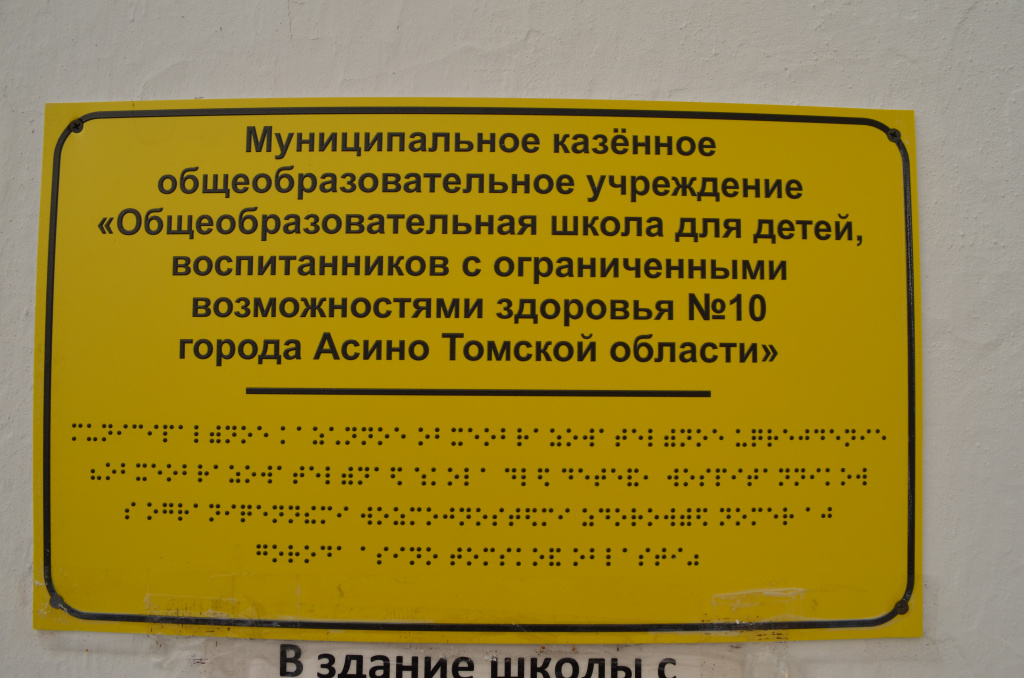 Муниципальное казённое
общеобразовательное учреждение
«Общеобразовательная школа для детей,
воспитанников с ограниченными
возможностями здоровья №10
города Асино Томской области»
В здание школы с